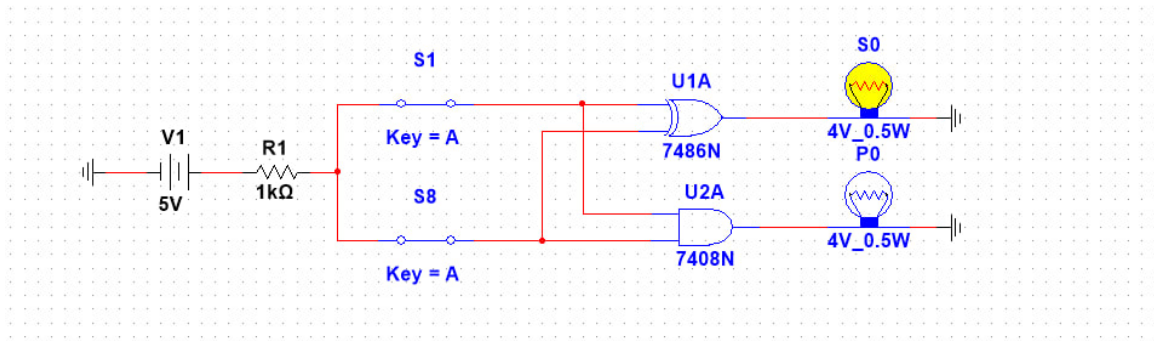 S1
Key = A
V1
5V
R1
1kΩ
S8
Key = A
U1A
7486N
U2A
7408N
S0
4V_0.5W
P0
4V_0.5W